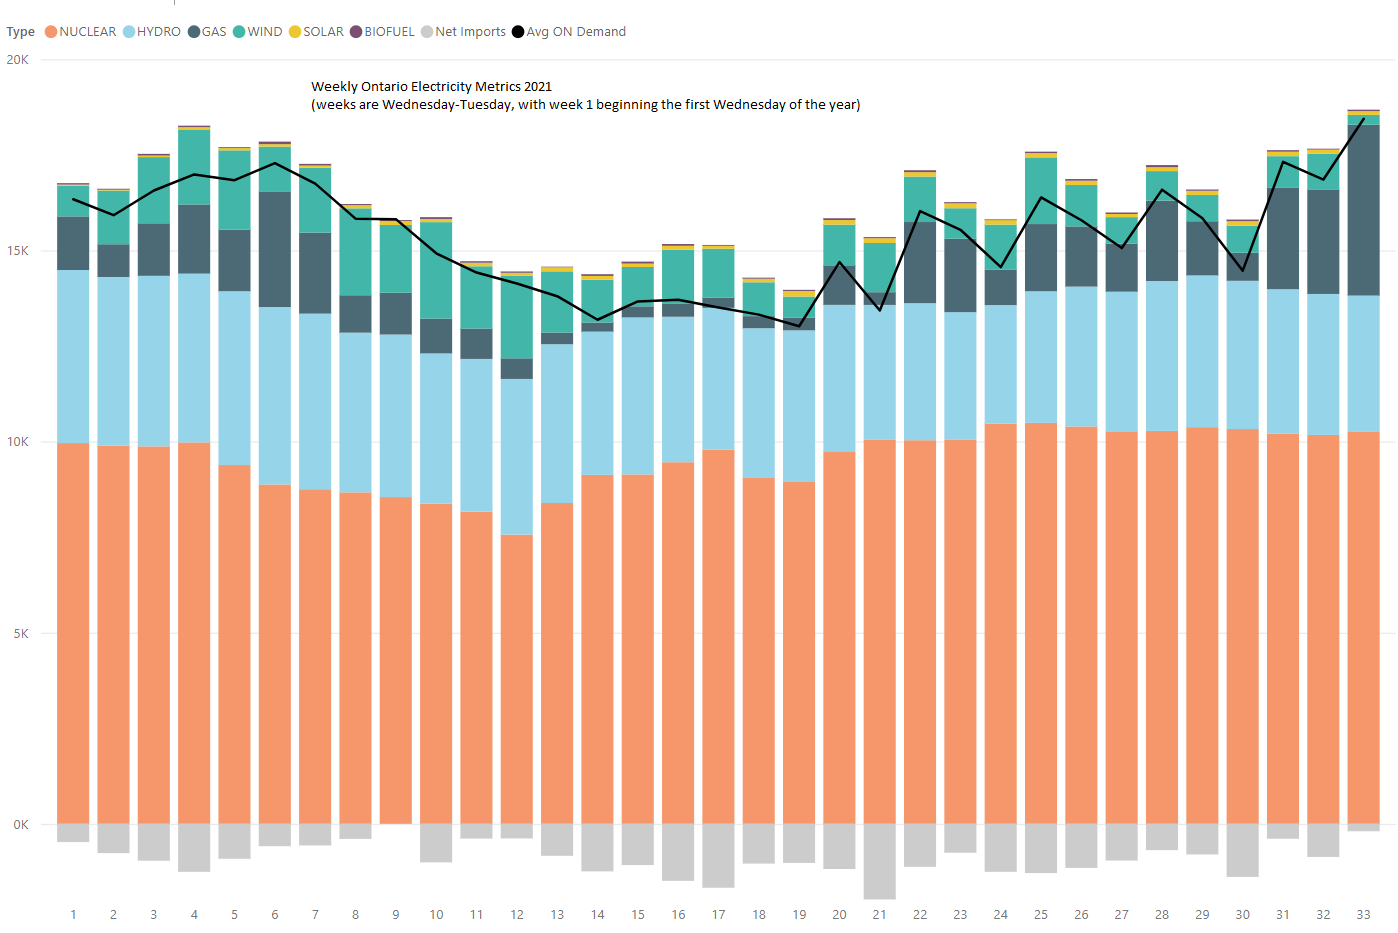 Type NUCLEAR HYDRO GAS WIND SOLAR BIOFUEL Net Imports Avg ON Demand
20K
Weekly Ontario Electricity Metrics 2021
(weeks are Wednesday-Tuesday, with week 1 beginning the first Wednesday of the year)
15K
10K
5K
0K
1 2 3 4 5 6 7 8 9 10 11 12 13 14 15 16 17 18 19 20 21 22 23 24 25 26 27 28 29 30 31 32 33